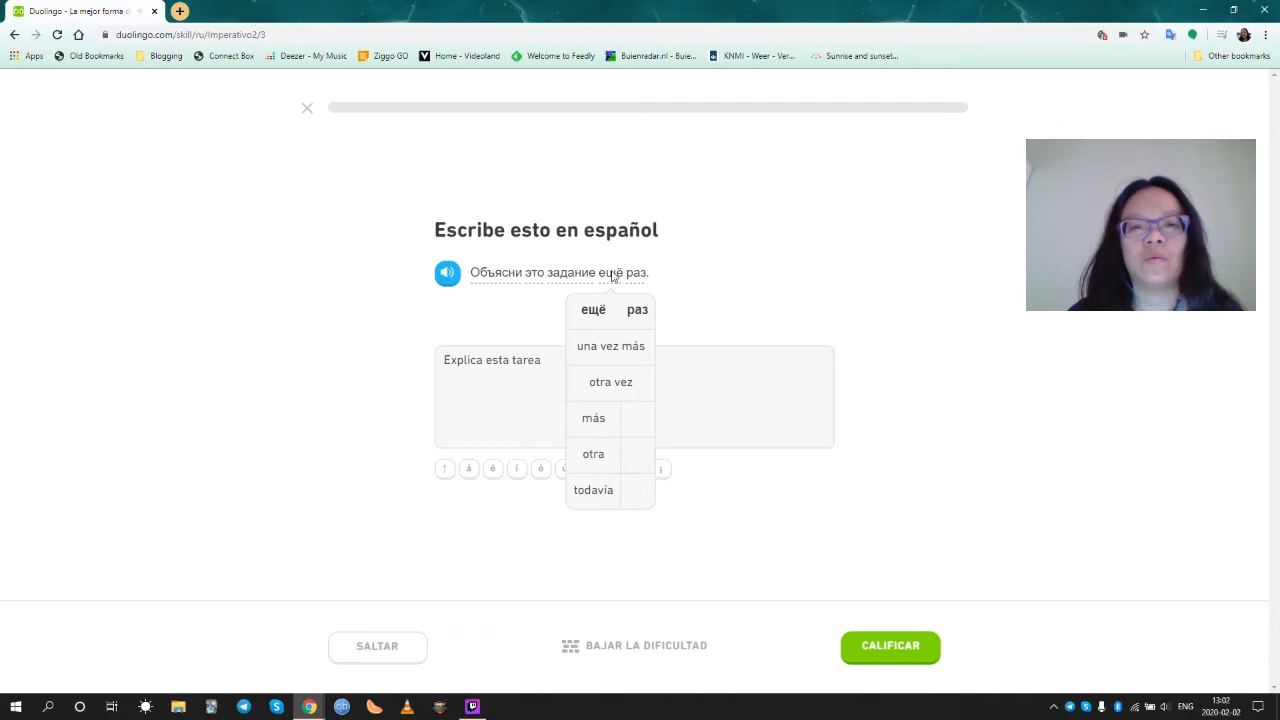 Duolingo - La mejor forma d
duolingo.com/skill/ru/Imperativo2/3
Apps Old Bookmarks Blogging Connect Box Deezer - My Music Ziggo GO Home - Videoland Welcome to Feedly Buienradar.nl - Buie... KNMI - Weer - Ver... Sunrise and sunset... Other bookmarks
Escribe esto en español
Объясни это задание ещё раз.
ещё раз
una vez más
otra vez
más
otra
todavía
Explica esta tarea
↑ á é í ó ¡
SALTAR
BAJAR LA DIFICULTAD
CALIFICAR
ENG
13:02
2020-02-02